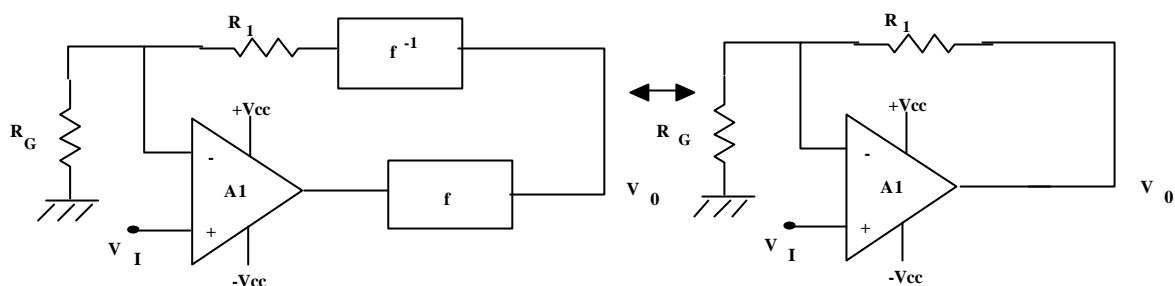 R 1
f -1
R 1
+Vcc
+Vcc
R G
R G
-
A1
f
V 0
-
A1
V 0
+
V I
-Vcc
+
V I
-Vcc